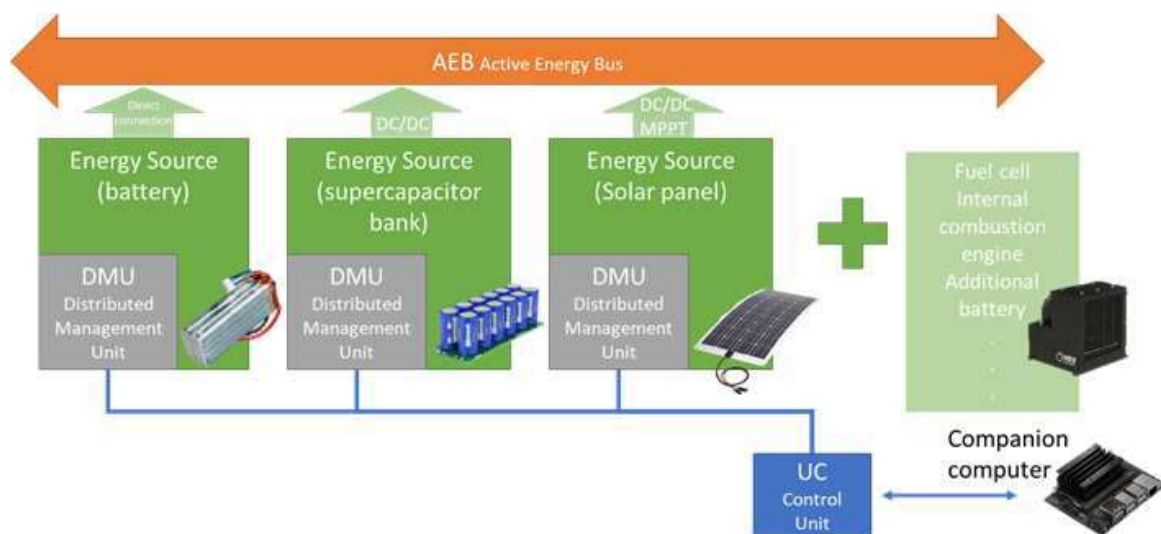 AEB Active Energy Bus
Direct
connection
DC/DC
DC/DC
MPPT
Energy Source
(battery)
Energy Source
(supercapacitor
bank)
Energy Source
(Solar panel)
Fuel cell
Internal
combustion
engine
Additional
battery
.
.
.
DMU
Distributed
Management
Unit
DMU
Distributed
Management
Unit
DMU
Distributed
Management
Unit
Companion
computer
UC
Control
Unit